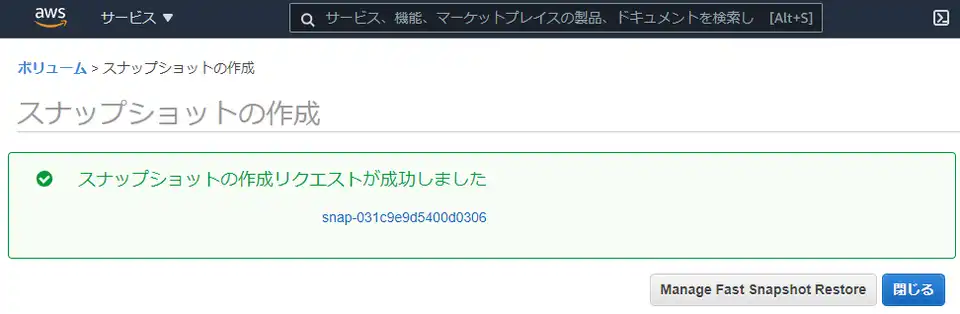 aws サービス ▼ サービス、機能、マーケットプレイスの製品、ドキュメントを検索し [Alt+S]
ボリューム > スナップショットの作成
スナップショットの作成
スナップショットの作成リクエストが成功しました
snap-031c9e9d5400d0306
Manage Fast Snapshot Restore 閉じる